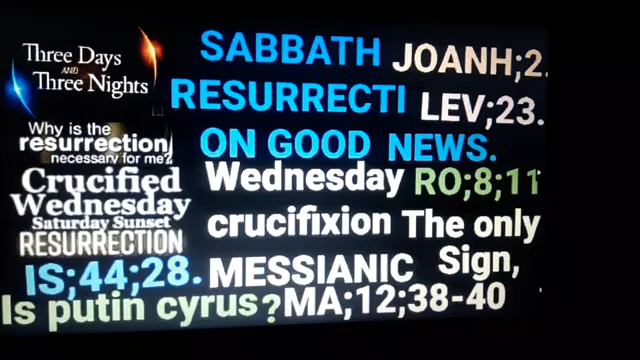 Three Days
AND
Three Nights
SABBATH JOANH;2.
RESURRECTI LEV;23.
ON GOOD NEWS.
Why is the
resurrection
necessary for me?
Crucified
Wednesday
Saturday Sunset
RESURRECTION
Wednesday RO;8;11
crucifixion The only
Sign,
IS;44;28. MESSIANIC
Is putin cyrus? MA;12;38-40